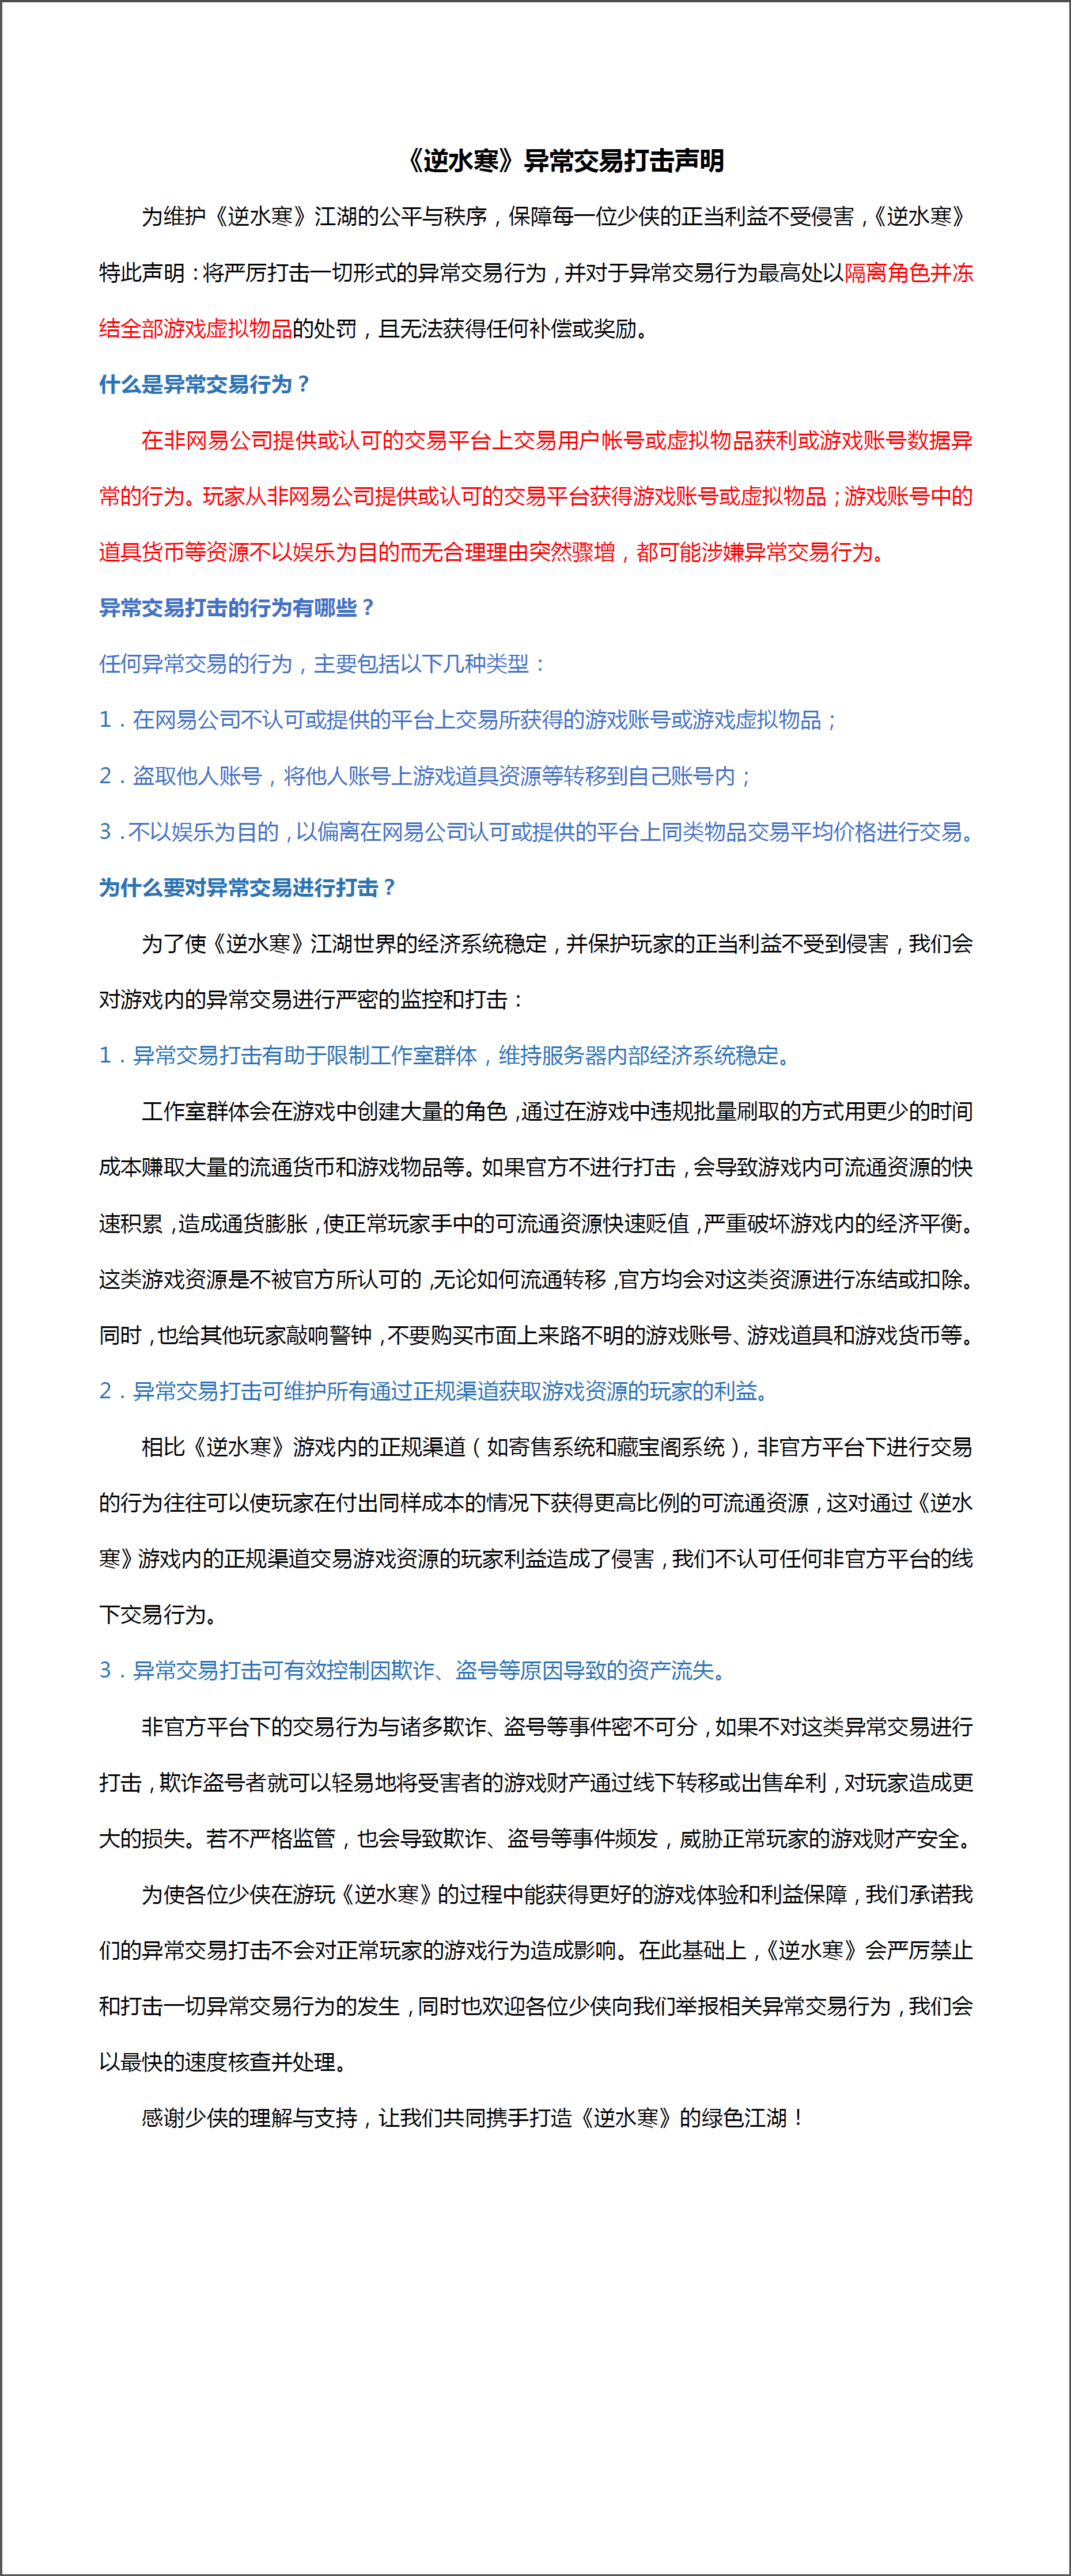 《逆水寒》异常交易打击声明
为维护《逆水寒》江湖的公平与秩序，保障每一位少侠的正当利益不受侵害，《逆水寒》
特此声明：将严厉打击一切形式的异常交易行为，并对于异常交易行为最高处以隔离角色并冻
结全部游戏虚拟物品的处罚，且无法获得任何补偿或奖励。
什么是异常交易行为？
在非网易公司提供或认可的交易平台上交易用户帐号或虚拟物品获利或游戏账号数据异
常的行为。玩家从非网易公司提供或认可的交易平台获得游戏账号或虚拟物品；游戏账号中的
道具货币等资源不以娱乐为目的而无合理理由突然骤增，都可能涉嫌异常交易行为。
异常交易打击的行为有哪些？
任何异常交易的行为，主要包括以下几种类型：
1．在网易公司不认可或提供的平台上交易所获得的游戏账号或游戏虚拟物品；
2．盗取他人账号，将他人账号上游戏道具资源等转移到自己账号内；
3．不以娱乐为目的，以偏离在网易公司认可或提供的平台上同类物品交易平均价格进行交易。
为什么要对异常交易进行打击？
为了使《逆水寒》江湖世界的经济系统稳定，并保护玩家的正当利益不受到侵害，我们会
对游戏内的异常交易进行严密的监控和打击：
1．异常交易打击有助于限制工作室群体，维持服务器内部经济系统稳定。
工作室群体会在游戏中创建大量的角色，通过在游戏中违规批量刷取的方式用更少的时间
成本赚取大量的流通货币和游戏物品等。如果官方不进行打击，会导致游戏内可流通资源的快
速积累，造成通货膨胀，使正常玩家手中的可流通资源快速贬值，严重破坏游戏内的经济平衡。
这类游戏资源是不被官方所认可的，无论如何流通转移，官方均会对这类资源进行冻结或扣除。
同时，也给其他玩家敲响警钟，不要购买市面上来路不明的游戏账号、游戏道具和游戏货币等。
2．异常交易打击可维护所有通过正规渠道获取游戏资源的玩家的利益。
相比《逆水寒》游戏内的正规渠道（如寄售系统和藏宝阁系统），非官方平台下进行交易
的行为往往可以使玩家在付出同样成本的情况下获得更高比例的可流通资源，这对通过《逆水
寒》游戏内的正规渠道交易游戏资源的玩家利益造成了侵害，我们不认可任何非官方平台的线
下交易行为。
3．异常交易打击可有效控制因欺诈、盗号等原因导致的资产流失。
非官方平台下的交易行为与诸多欺诈、盗号等事件密不可分，如果不对这类异常交易进行
打击，欺诈盗号者就可以轻易地将受害者的游戏财产通过线下转移或出售牟利，对玩家造成更
大的损失。若不严格监管，也会导致欺诈、盗号等事件频发，威胁正常玩家的游戏财产安全。
为使各位少侠在游玩《逆水寒》的过程中能获得更好的游戏体验和利益保障，我们承诺我
们的异常交易打击不会对正常玩家的游戏行为造成影响。在此基础上，《逆水寒》会严厉禁止
和打击一切异常交易行为的发生，同时也欢迎各位少侠向我们举报相关异常交易行为，我们会
以最快的速度核查并处理。
感谢少侠的理解与支持，让我们共同携手打造《逆水寒》的绿色江湖！